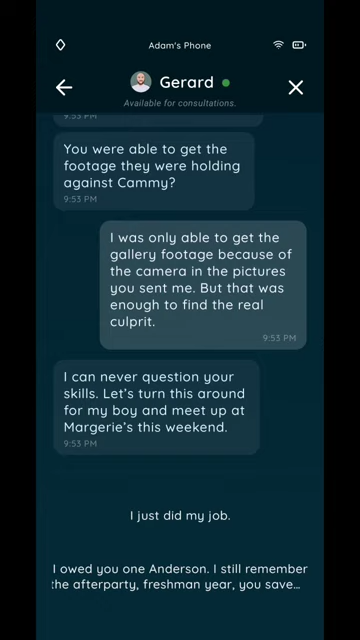 Adam's Phone
Gerard
Available for consultations.
9:53 PM
You were able to get the
footage they were holding
against Cammy?
9:53 PM
I was only able to get the
gallery footage because of
the camera in the pictures
you sent me. But that was
enough to find the real
culprit.
9:53 PM
I can never question your
skills. Let's turn this around
for my boy and meet up at
Margerie's this weekend.
9:53 PM
I just did my job.
I owed you one Anderson. I still remember
the afterparty, freshman year, you save...